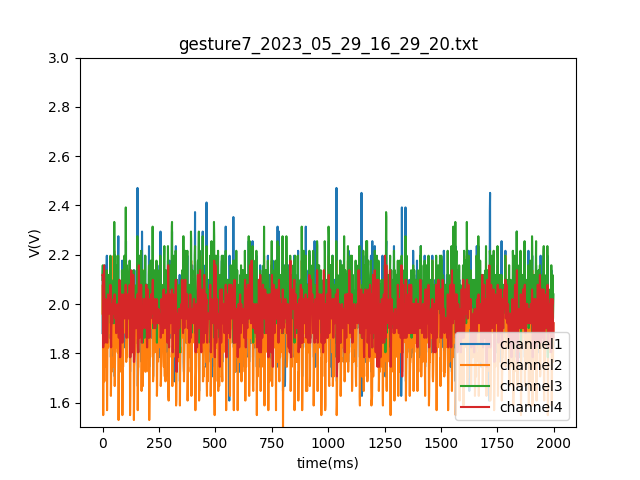 gesture7_2023_05_29_16_29_20.txt
3.0
2.8
2.6
2.4
2.2
2.0
1.8
1.6
V(V)
channel1
channel2
channel3
channel4
0 250 500 750 1000 1250 1500 1750 2000
time(ms)